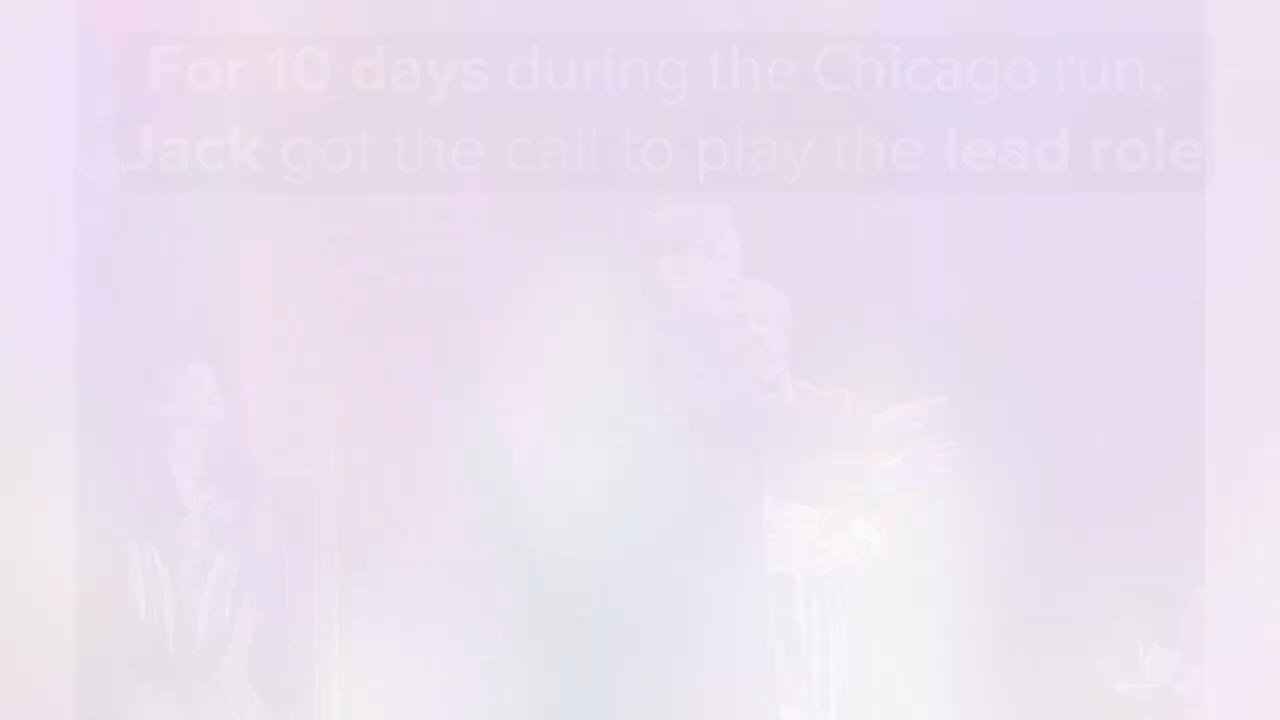 For 10 days during the Chicago run,
Jack got the call to play the lead role